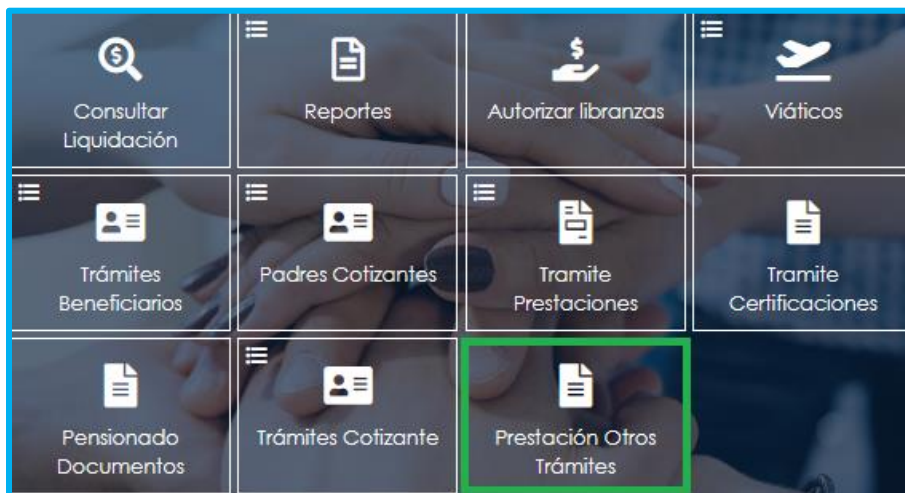 Consultar
Liquidación
Reportes
Autorizar libranzas
Viáticos
Trámites
Beneficiarios
Padres Cotizantes
Tramite
Prestaciones
Tramite
Certificaciones
Pensionado
Documentos
Trámites Cotizante
Prestación Otros
Trámites